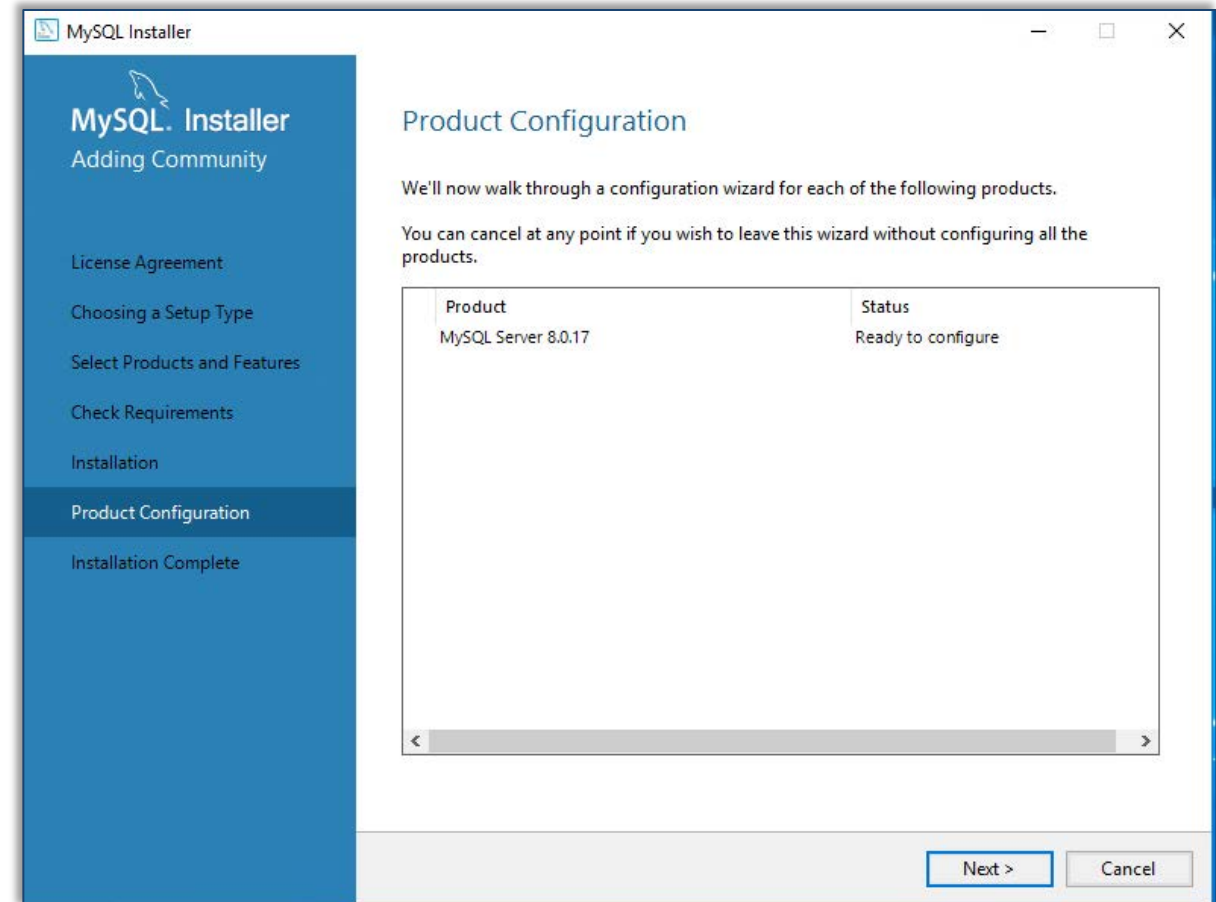 MySQL Installer
MySQL. Installer
Adding Community
License Agreement
Choosing a Setup Type
Select Products and Features
Check Requirements
Installation
Product Configuration
Installation Complete
Product Configuration
We'll now walk through a configuration wizard for each of the following products.
You can cancel at any point if you wish to leave this wizard without configuring all the
products.
Product Status
MySQL Server 8.0.17 Ready to configure
Next > Cancel